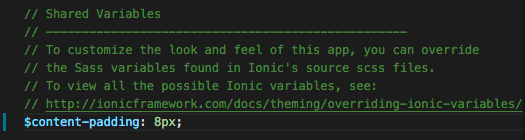 // Shared Variables
// --------------------------------------------------
// To customize the look and feel of this app, you can override
// the Sass variables found in Ionic's source scss files.
// To view all the possible Ionic variables, see:
// http://ionicframework.com/docs/theming/overriding-ionic-variables/
$content-padding: 8px;